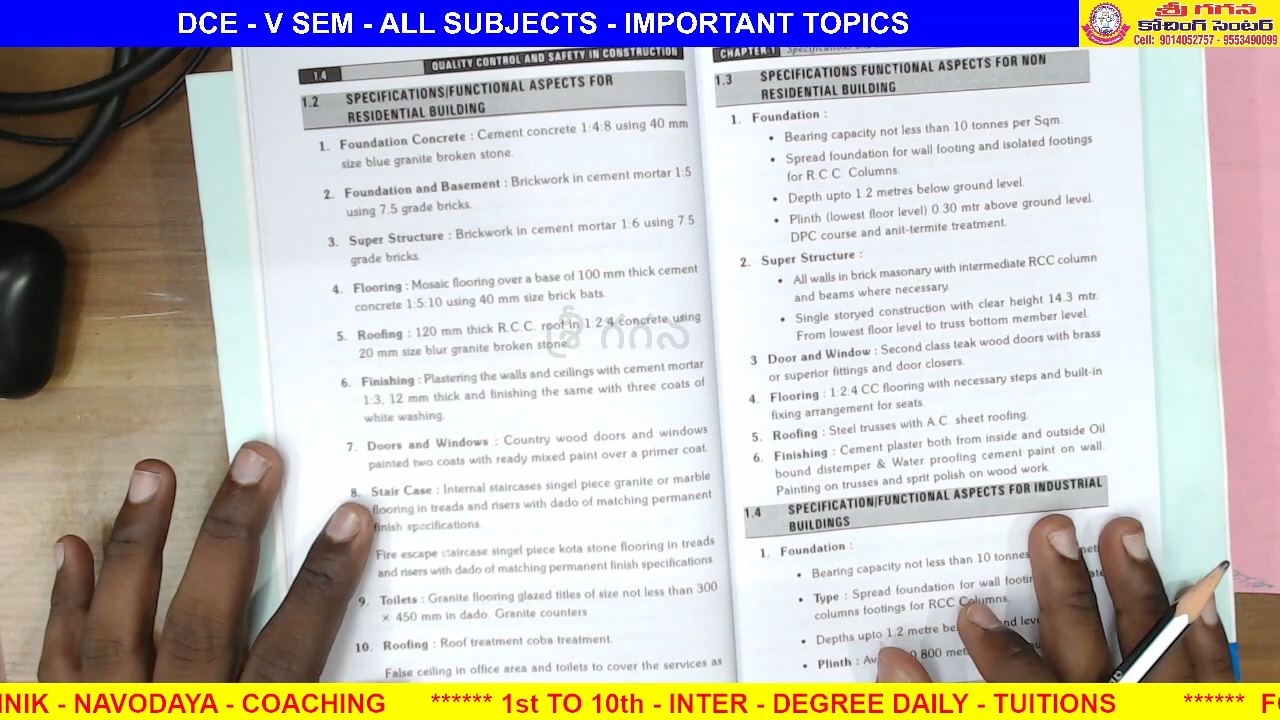 DCE - V SEM - ALL SUBJECTS - IMPORTANT TOPICS
శ్రీ గగన
కోచింగ్ సెంటర్
Cell: 9014052757 - 9553490099
1.4 QUALITY CONTROL AND SAFETY IN CONSTRUCTION
1.2 SPECIFICATIONS/FUNCTIONAL ASPECTS FOR
RESIDENTIAL BUILDING
1. Foundation Concrete : Cement concrete 1:4:8 using 40 mm
size blue granite broken stone.
2. Foundation and Basement : Brickwork in cement mortar 1:5
using 7.5 grade bricks.
3. Super Structure : Brickwork in cement mortar 1:6 using 7.5
grade bricks.
4. Flooring : Mosaic flooring over a base of 100 mm thick cement
concrete 1:5:10 using 40 mm size brick bats.
5. Roofing : 120 mm thick R.C.C. roof in 1:2:4 concrete using
20 mm size blur granite broken stone.
6. Finishing : Plastering the walls and ceilings with cement mortar
1:3, 12 mm thick and finishing the same with three coats of
white washing.
7. Doors and Windows : Country wood doors and windows
painted two coats with ready mixed paint over a primer coat.
8. Stair Case : Internal staircases singel piece granite or marble
flooring in treads and risers with dado of matching permanent
finish specifications.
Fire escape staircase singel piece kota stone flooring in treads
and risers with dado of matching permanent finish specifications.
9. Toilets : Granite flooring glazed titles of size not less than 300
× 450 mm in dado. Granite counters
10. Roofing : Roof treatment coba treatment.
False ceiling in office area and toilets to cover the services as
శ్రీ గగన
CHAPTER-1 Specifications
1.3 SPECIFICATIONS FUNCTIONAL ASPECTS FOR NON
RESIDENTIAL BUILDING
1. Foundation :
• Bearing capacity not less than 10 tonnes per Sqm.
• Spread foundation for wall footing and isolated footings
for R.C.C. Columns.
• Depth upto 1.2 metres below ground level.
• Plinth (lowest floor level) 0.30 mtr above ground level.
DPC course and anit-termite treatment.
2. Super Structure :
• All walls in brick masonary with intermediate RCC column
and beams where necessary.
• Single storyed construction with clear height 14.3 mtr.
From lowest floor level to truss bottom member level.
3 Door and Window : Second class teak wood doors with brass
or superior fittings and door closers.
4. Flooring : 1:2:4 CC flooring with necessary steps and built-in
fixing arrangement for seats.
5. Roofing : Steel trusses with A.C. sheet roofing.
6. Finishing : Cement plaster both from inside and outside Oil
bound distemper & Water proofing cement paint on wall.
Painting on trusses and sprit polish on wood work.
1.4 SPECIFICATION/FUNCTIONAL ASPECTS FOR INDUSTRIAL
BUILDINGS
1. Foundation :
• Bearing capacity not less than 10 tonnes
• Type : Spread foundation for wall
columns footings for RCC Columns.
• Depths upto 1.2 metre
• Plinth : 0.800
NIK - NAVODAYA - COACHING ****** 1st TO 10th - INTER - DEGREE DAILY - TUITIONS ******